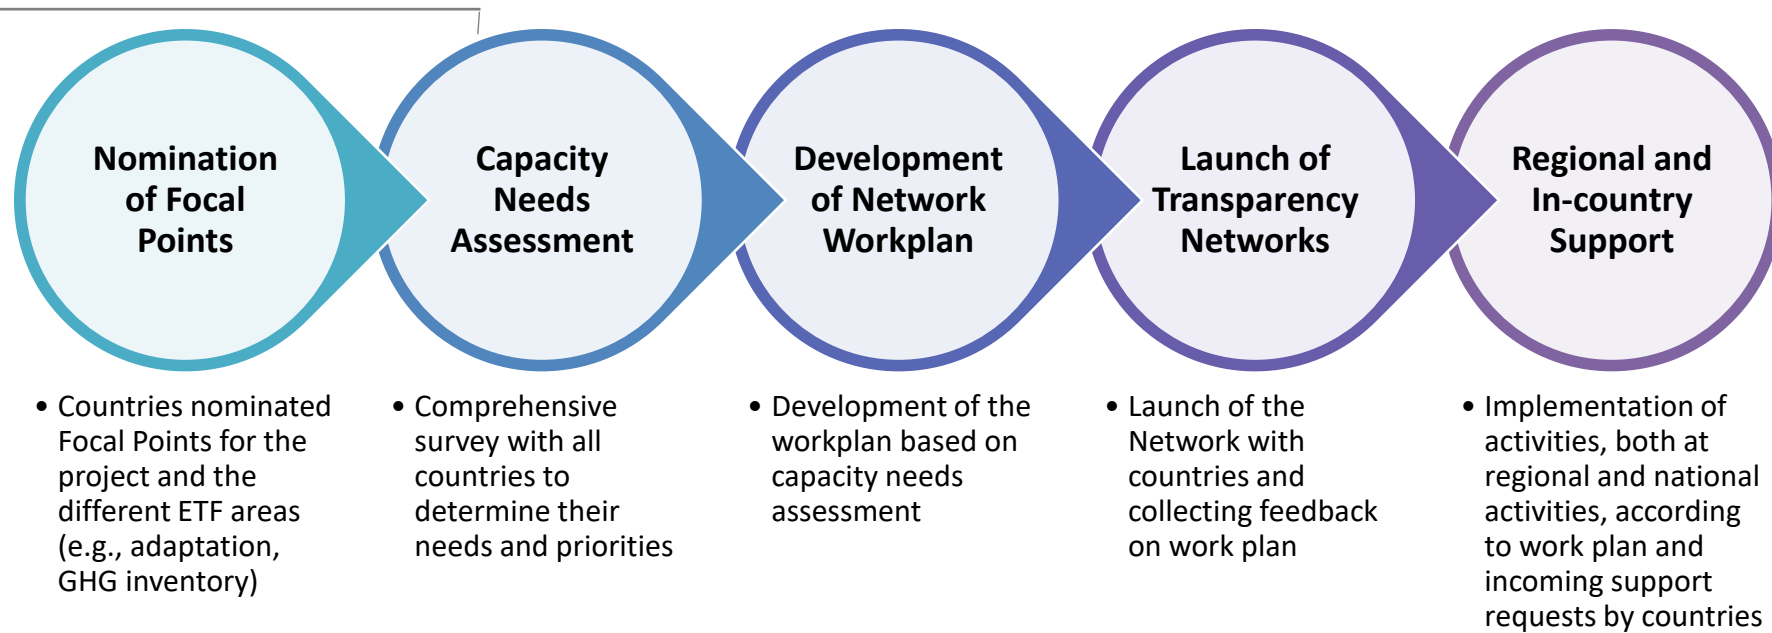 Nomination
of Focal
Points
Capacity
Needs
Assessment
Development
of Network
Workplan
Launch of
Transparency
Networks
Regional and
In-country
Support
• Countries nominated
Focal Points for the
project and the
different ETF areas
(e.g., adaptation,
GHG inventory)
• Comprehensive
survey with all
countries to
determine their
needs and priorities
• Development of the
workplan based on
capacity needs
assessment
• Launch of the
Network with
countries and
collecting feedback
on work plan
• Implementation of
activities, both at
regional and national
activities, according
to work plan and
incoming support
requests by countries